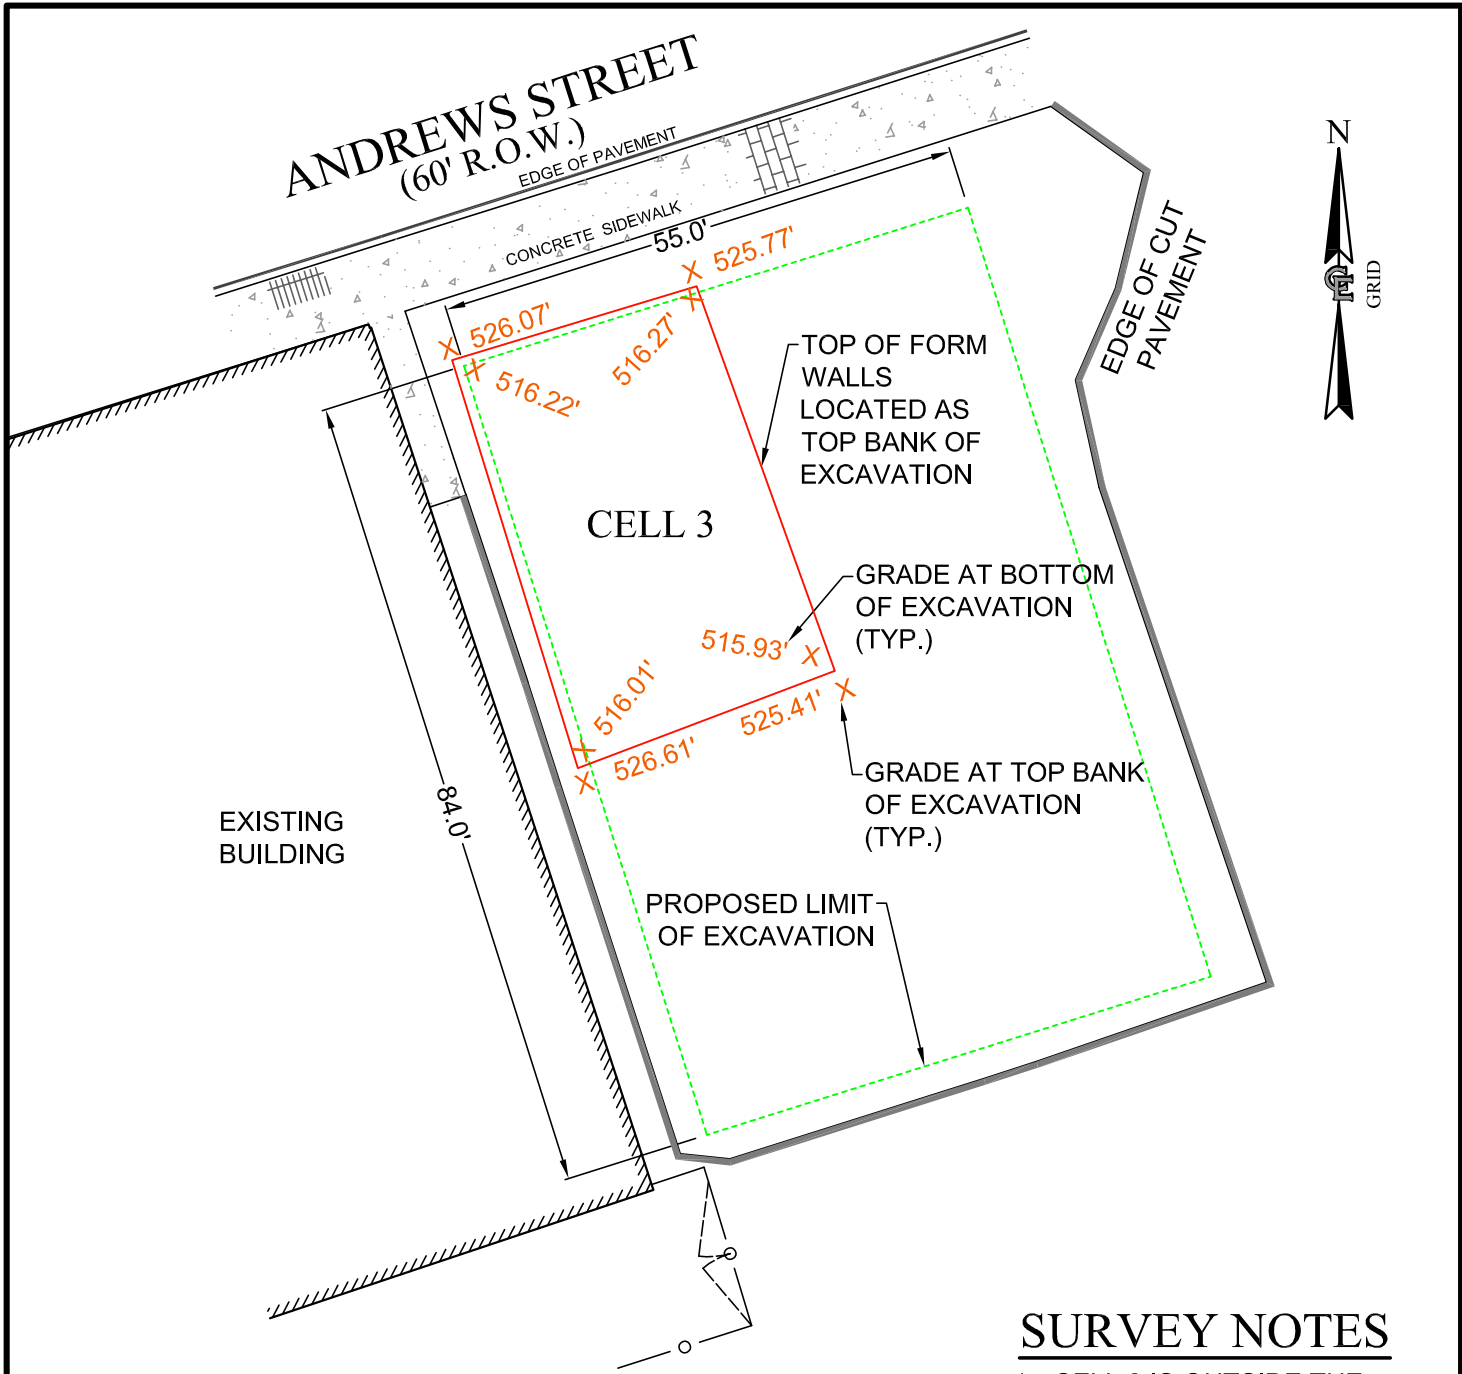 ANDREWS STREET
(60' R.O.W.)
EDGE OF PAVEMENT
CONCRETE SIDEWALK
55.0'
N
GRID
EDGE OF CUT
PAVEMENT
525.77'
526.07'
516.27'
516.22'
TOP OF FORM
WALLS
LOCATED AS
TOP BANK OF
EXCAVATION
CELL 3
GRADE AT BOTTOM
OF EXCAVATION
(TYP.)
515.93'
516.01'
525.41'
526.61'
GRADE AT TOP BANK
OF EXCAVATION
(TYP.)
84.0'
EXISTING
BUILDING
PROPOSED LIMIT
OF EXCAVATION
SURVEY NOTES